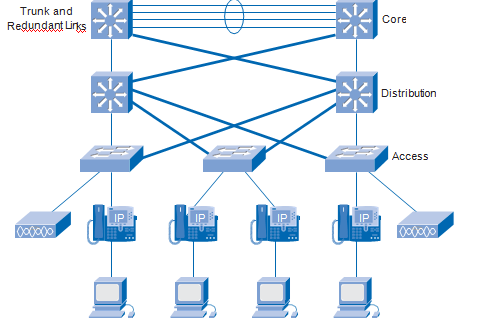 Trunk and
Redundant Links
Core
Distribution
Access
IP
IP
IP
IP